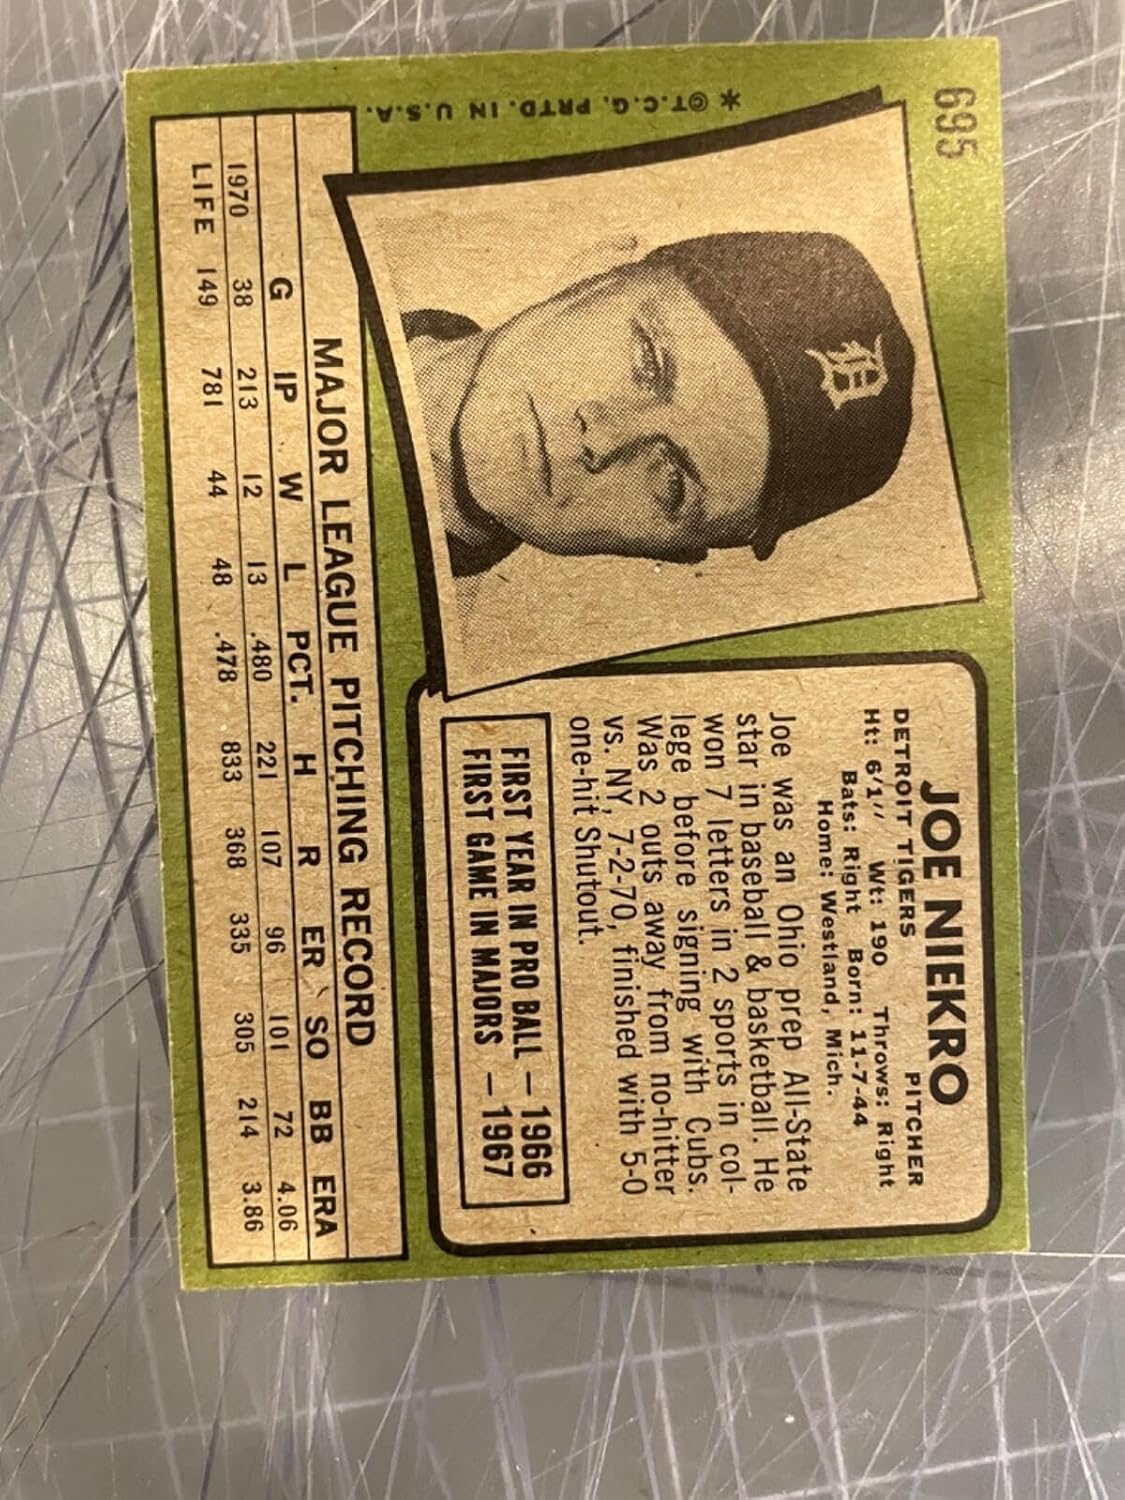 695
* © T.C.G. PRTD. IN U.S.A.
D
JOE NIEKRO
DETROIT TIGERS PITCHER
Ht: 6'1'' Wt: 190 Throws: Right
Bats: Right Born: 11-7-44
Home: Westland, Mich.
Joe was an Ohio prep All-State
star in baseball & basketball. He
won 7 letters in 2 sports in col-
lege before signing with Cubs.
Was 2 outs away from no-hitter
vs. NY, 7-2-70, finished with 5-0
one-hit Shutout.
FIRST YEAR IN PRO BALL — 1966
FIRST GAME IN MAJORS — 1967
MAJOR LEAGUE PITCHING RECORD
G IP W L PCT. H R ER SO BB ERA
1970 38 213 12 13 .480 221 107 96 101 72 4.06
LIFE 149 781 44 48 .478 833 368 335 305 214 3.86